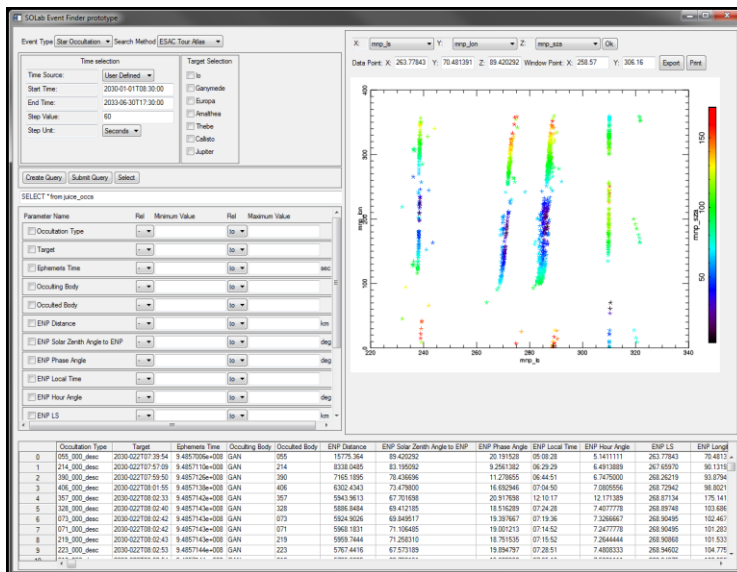 SOLab Event Finder prototype
Event Type Star Occultation Search Method ESAC Tour Atlas
Time selection
Time Source: User Defined
Start Time: 2030-01-01T08:30:00
End Time: 2033-06-30T17:30:00
Step Value: 60
Step Unit: Seconds
Target Selection
Io
Ganymede
Europa
Amalthea
Thebe
Callisto
Jupiter
Create Query Submit Query Select
SELECT * from juice_occs
Parameter Name Rel Minimum Value Rel Maximum Value
Occultation Type - to
Target - to
Ephemeris Time - to sec
Occulting Body - to
Occulted Body - to
ENP Distance - to km
ENP Solar Zenith Angle to ENP - to deg
ENP Phase Angle - to deg
ENP Local Time - to
ENP Hour Angle - to deg
ENP LS - to km
X: mnp_ls Y: mnp_lon Z: mnp_sza Ok
Data Point: X: 263.77843 Y: 70.481391 Z: 89.420292 Window Point: X: 258.57 Y: 306.16 Export Print
400
300
200
100
0
mnp_lon
220 240 260 280 300 320 340
mnp_ls
mnp_sza
150
100
50
Occultation Type Target Ephemeris Time Occulting Body Occulted Body ENP Distance ENP Solar Zenith Angle to ENP ENP Phase Angle ENP Local Time ENP Hour Angle ENP LS ENP Longit
0 055_000_desc 2030-022T07:39:54 9.4857006e+008 GAN 055 15775.364 89.420292 20.191528 05:08:28 5.1411111 263.77843 70.4813
1 214_000_desc 2030-022T07:57:09 9.4857110e+008 GAN 214 8338.0485 83.195092 9.2561382 06:29:29 6.4913889 267.65970 90.1319
2 390_000_desc 2030-022T07:59:50 9.4857126e+008 GAN 390 7165.1895 78.436696 11.278655 06:44:51 6.7475000 268.26219 93.8794
3 406_000_desc 2030-022T08:01:55 9.4857138e+008 GAN 406 6302.4343 73.479800 16.692946 07:04:50 7.0805556 268.72942 98.8021
4 357_000_desc 2030-022T08:02:33 9.4857142e+008 GAN 357 5943.9613 67.701698 20.917698 12:10:17 12.171389 268.87134 175.141
5 328_000_desc 2030-022T08:02:40 9.4857143e+008 GAN 328 5886.8484 69.412185 18.516289 07:24:28 7.4077778 268.89748 103.686
6 073_000_desc 2030-022T08:02:42 9.4857143e+008 GAN 073 5924.9026 69.849517 19.397667 07:19:36 7.3266667 268.90495 102.467
7 071_000_desc 2030-022T08:02:42 9.4857143e+008 GAN 071 5968.1831 71.106485 19.001213 07:14:52 7.2477778 268.90495 101.283
8 219_000_desc 2030-022T08:02:43 9.4857143e+008 GAN 219 5959.7444 71.258310 18.751535 07:15:52 7.2644444 268.90868 101.533
9 223_000_desc 2030-022T08:02:53 9.4857144e+008 GAN 223 5767.4416 67.573189 19.894797 07:28:51 7.4808333 268.94602 104.775